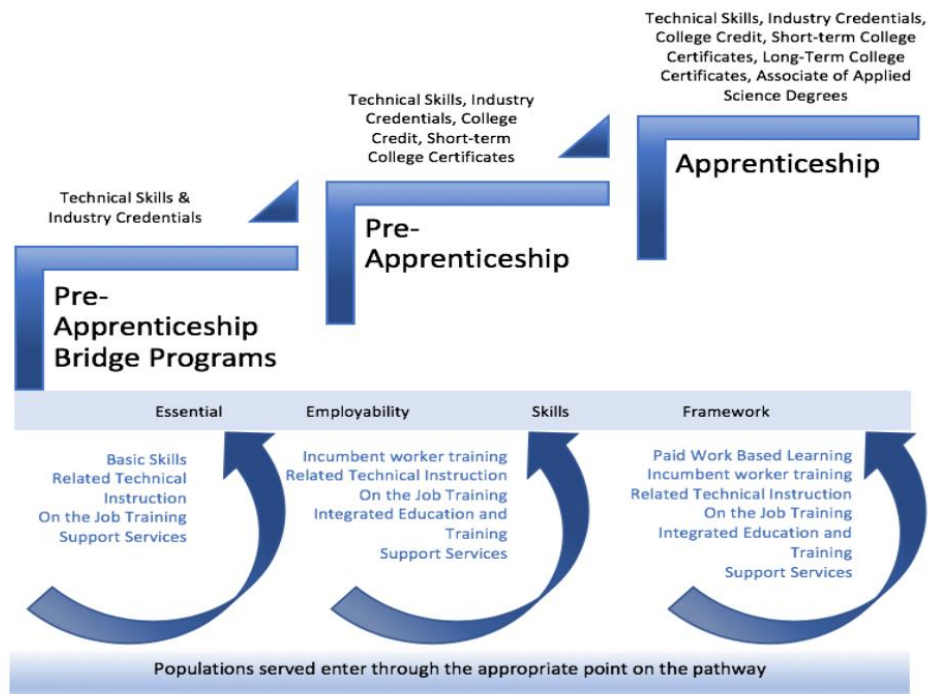 Technical Skills, Industry Credentials,
College Credit, Short-term College
Certificates, Long-Term College
Certificates, Associate of Applied
Science Degrees
Apprenticeship
Technical Skills, Industry
Credentials, College
Credit, Short-term
College Certificates
Pre-
Apprenticeship
Technical Skills &
Industry Credentials
Pre-
Apprenticeship
Bridge Programs
Essential Employability Skills Framework
Basic Skills
Related Technical
Instruction
On the Job Training
Support Services
Incumbent worker training
Related Technical Instruction
On the Job Training
Integrated Education and
Training
Support Services
Paid Work Based Learning
Incumbent worker training
Related Technical Instruction
On the Job Training
Integrated Education and
Training
Support Services
Populations served enter through the appropriate point on the pathway